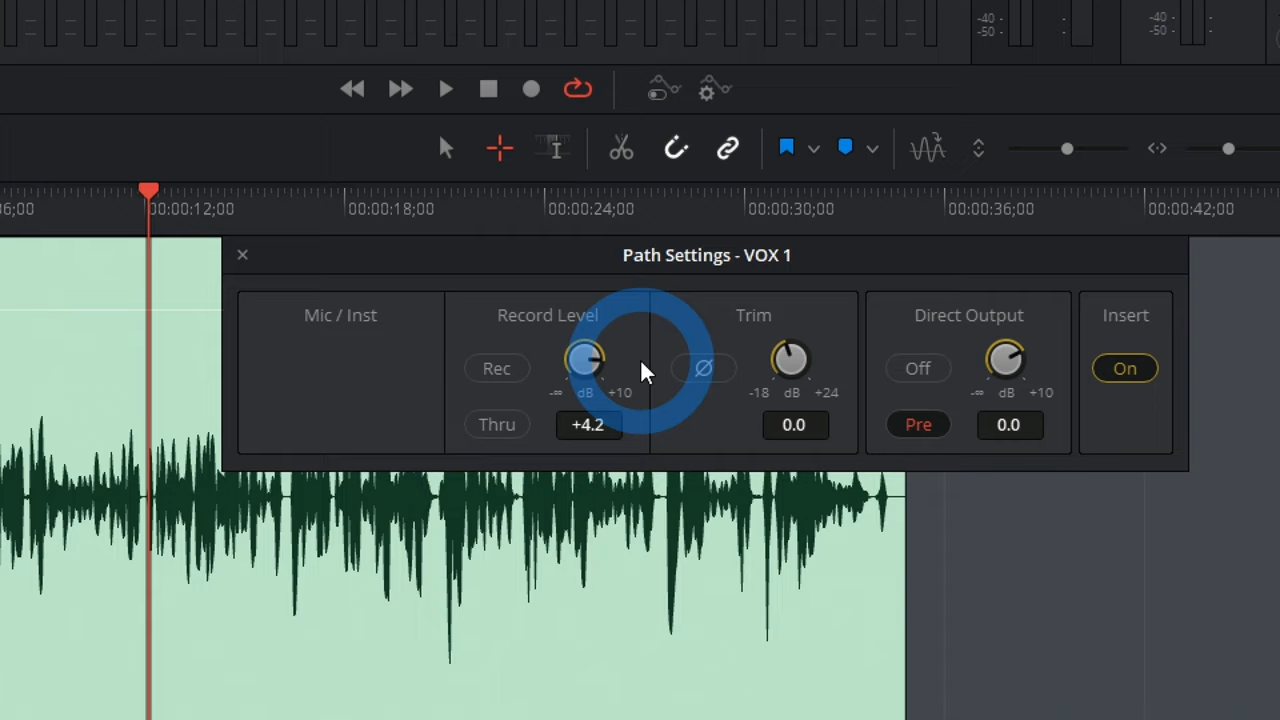 -40 -40
-50 -50
06;00 00:00:12;00 00:00:18;00 00:00:24;00 00:00:30;00 00:00:36;00 00:00:42;00
Path Settings - VOX 1
Mic / Inst Record Level Trim Direct Output Insert
Rec Ø Off On
-∞ dB +10 -18 dB +24 -∞ dB +10
Thru +4.2 0.0 Pre 0.0